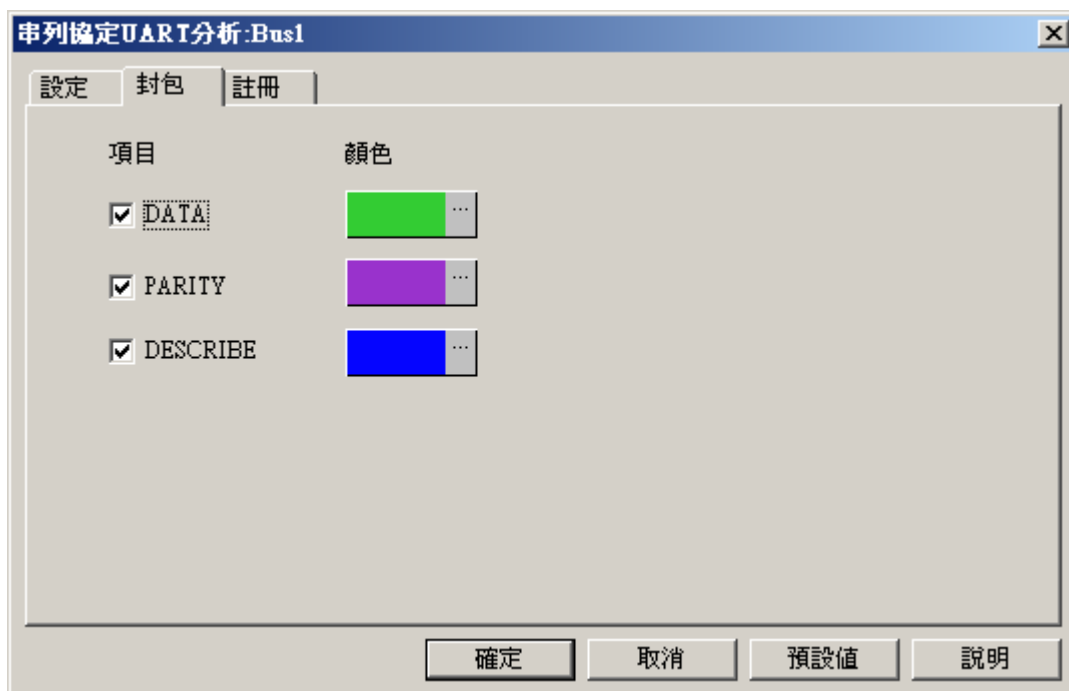 串列協定UART分析:Bus1
設定 封包 註冊
項目 顏色
DATA ...
PARITY ...
DESCRIBE ...
確定 取消 預設值 說明